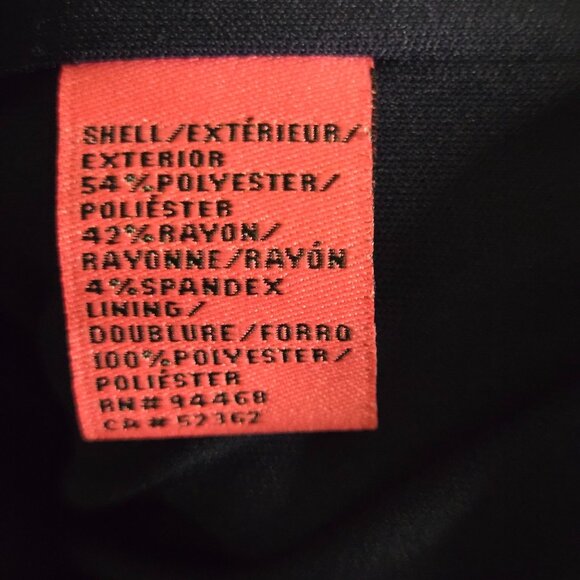 SHELL/EXTÉRIEUR/
EXTERIOR
54%POLYESTER/
POLIÉSTER
42%RAYON/
RAYONNE/RAYÓN
4%SPANDEX
LINING/
DOUBLURE/FORRO
100%POLYESTER/
POLIÉSTER
RN# 94468
CA# 52362